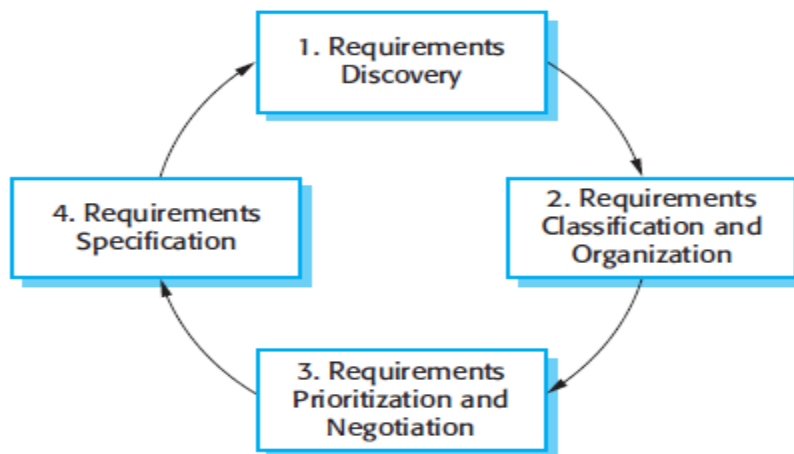 1. Requirements
Discovery
2. Requirements
Classification and
Organization
3. Requirements
Prioritization and
Negotiation
4. Requirements
Specification